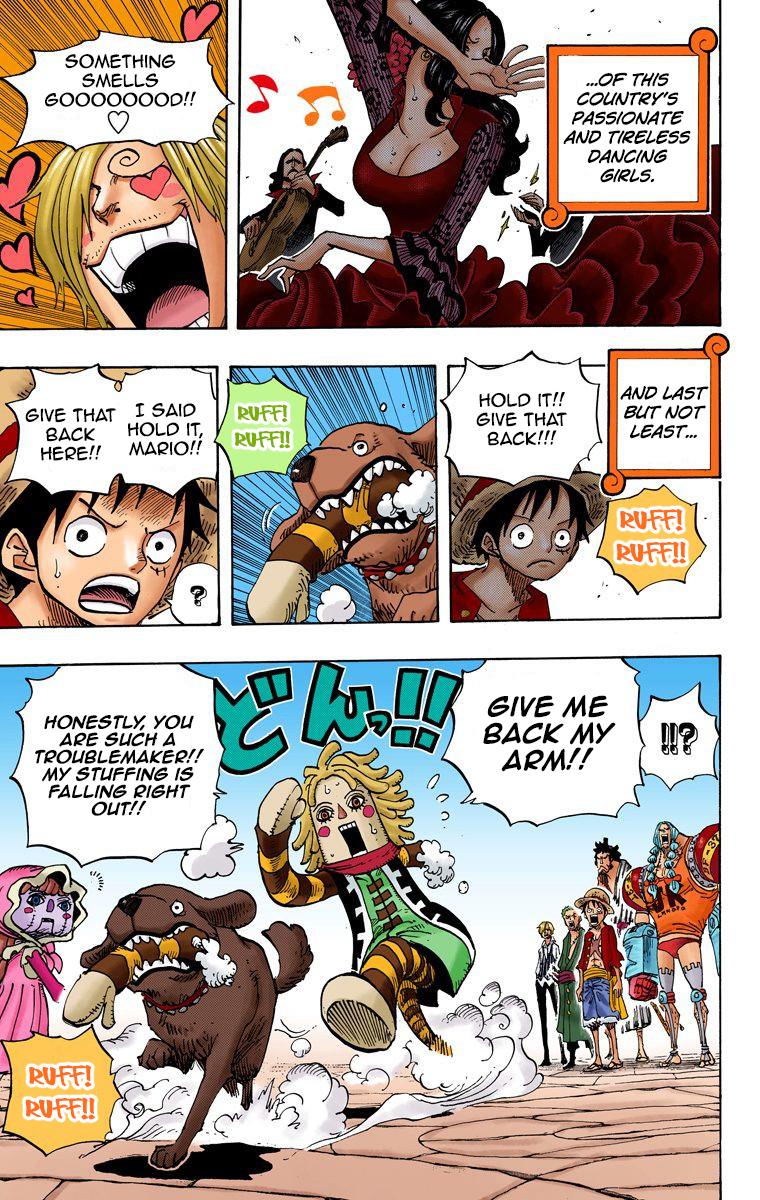 ...OF THIS
COUNTRY'S
PASSIONATE
AND TIRELESS
DANCING
GIRLS.
SOMETHING
SMELLS
GOOOOOOOD!!
♡
AND LAST
BUT NOT
LEAST...
RUFF!
RUFF!!
HOLD IT!!
GIVE THAT
BACK!!!
RUFF!
RUFF!!
I SAID
HOLD IT,
MARIO!!
GIVE THAT
BACK
HERE!!
?
!!?
GIVE ME
BACK MY
ARM!!
どんっ!!
HONESTLY, YOU
ARE SUCH A
TROUBLEMAKER!!
MY STUFFING IS
FALLING RIGHT
OUT!!
RUFF!
RUFF!!